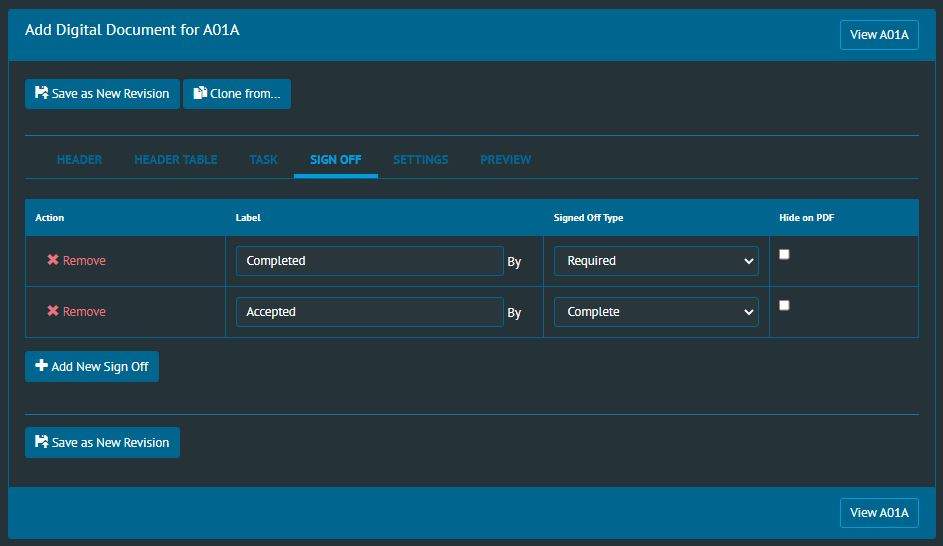 Add Digital Document for A01A
View A01A
Save as New Revision Clone from...
HEADER HEADER TABLE TASK SIGN OFF SETTINGS PREVIEW
Action Label Signed Off Type Hide on PDF
Remove Completed By Required
Remove Accepted By Complete
Add New Sign Off
Save as New Revision
View A01A